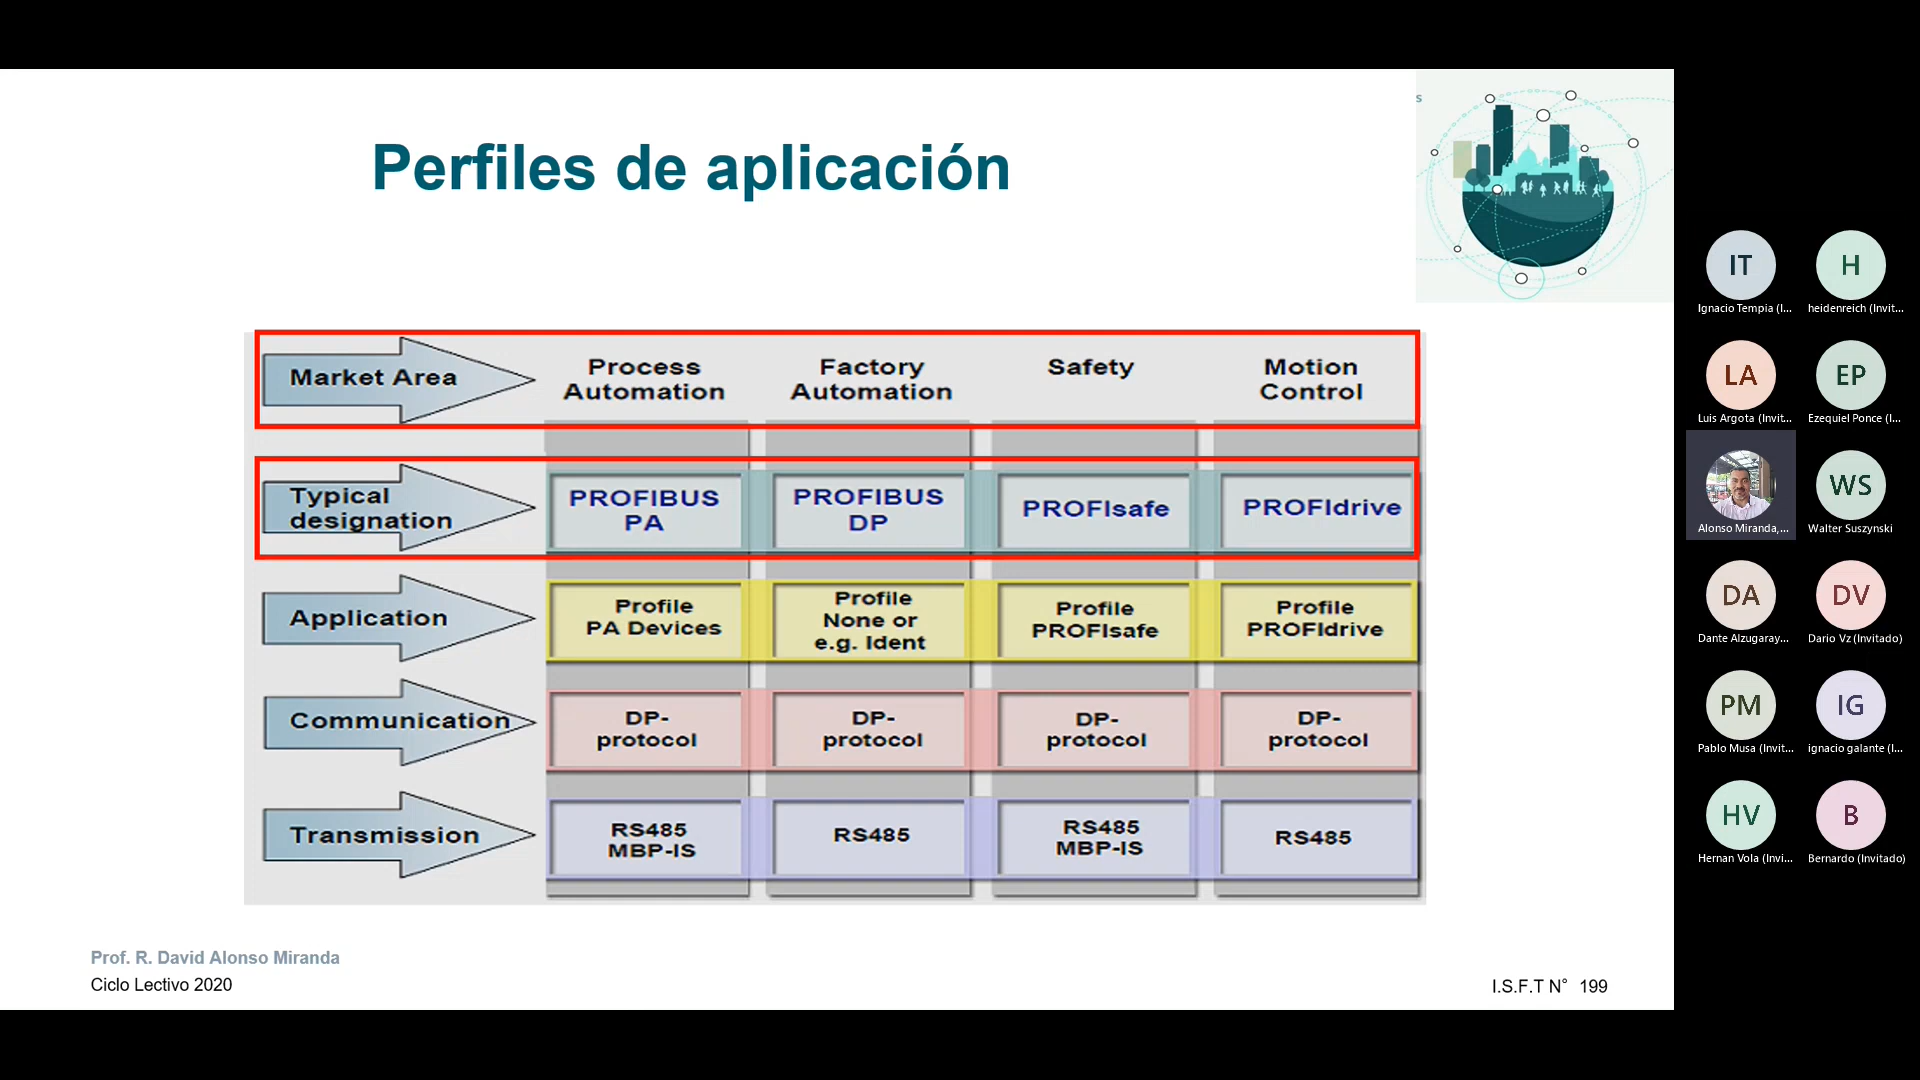 s
Perfiles de aplicación
Market Area
Process
Automation
Factory
Automation
Safety
Motion
Control
Typical
designation
PROFIBUS
PA
PROFIBUS
DP
PROFIsafe
PROFIdrive
Application
Profile
PA Devices
Profile
None or
e.g. Ident
Profile
PROFIsafe
Profile
PROFIdrive
Communication
DP-
protocol
DP-
protocol
DP-
protocol
DP-
protocol
Transmission
RS485
MBP-IS
RS485
RS485
MBP-IS
RS485
Prof. R. David Alonso Miranda
Ciclo Lectivo 2020
I.S.F.T N° 199
IT
Ignacio Tempia (I...
H
heidenreich (Invit...
LA
Luis Argota (Invit...
EP
Ezequiel Ponce (I...
Alonso Miranda,...
WS
Walter Suszynski
DA
Dante Alzugaray...
DV
Dario Vz (Invitado)
PM
Pablo Musa (Invit...
IG
ignacio galante (I...
HV
Hernan Vola (Invi...
B
Bernardo (Invitado)